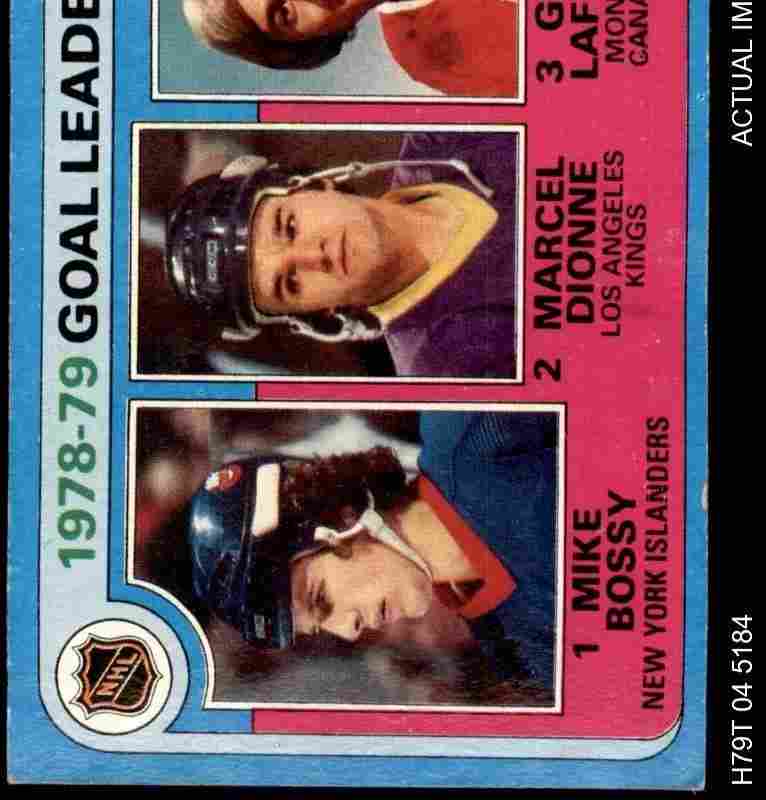 1978-79 GOAL LEADE
NHL
1 MIKE
BOSSY
NEW YORK ISLANDERS
2 MARCEL
DIONNE
LOS ANGELES
KINGS
3 G
LAF
MON
CANA
H79T 04 5184
ACTUAL IM